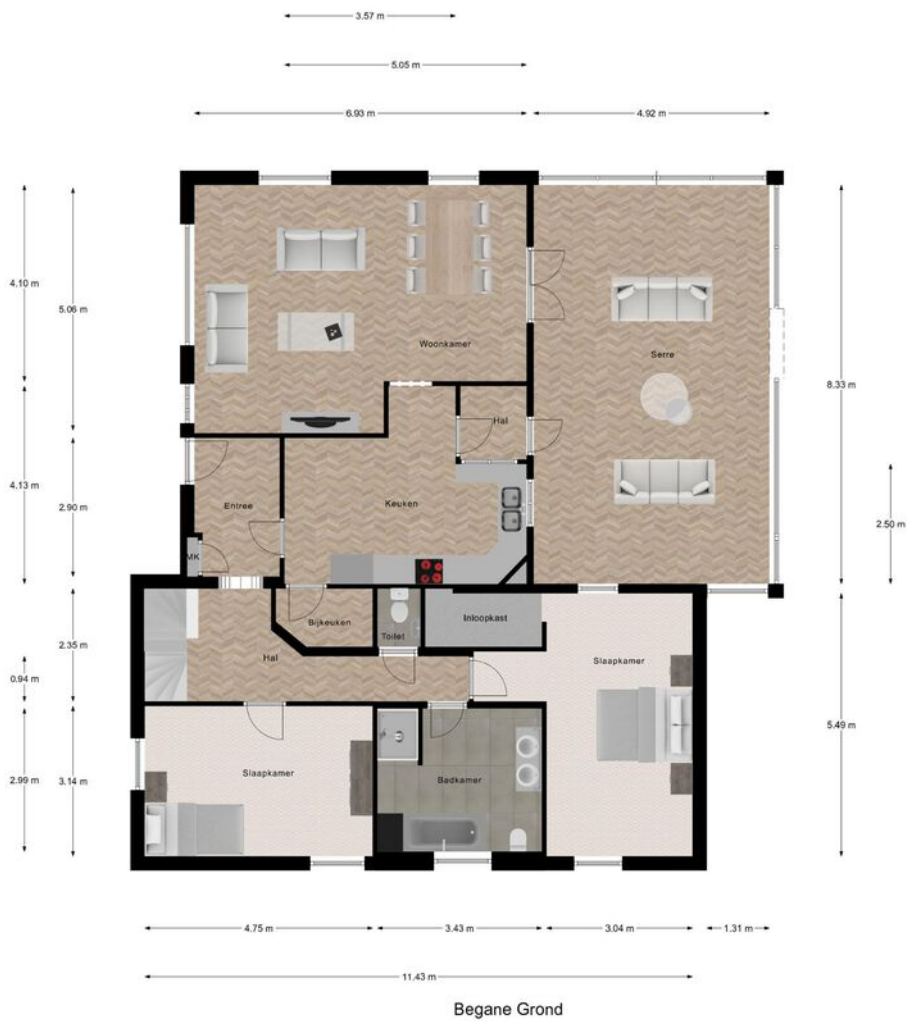 3.57 m
5.05 m
6.93 m
4.92 m
4.10 m
5.06 m
Woonkamer
Serre
8.33 m
Hal
4.13 m
2.90 m
Entree
Keuken
2.50 m
MK
Bijkeuken
Toilet
Inloopkast
2.35 m
Hal
Slaapkamer
0.94 m
5.49 m
2.99 m
3.14 m
Slaapkamer
Badkamer
4.75 m
3.43 m
3.04 m
1.31 m
11.43 m
Begane Grond